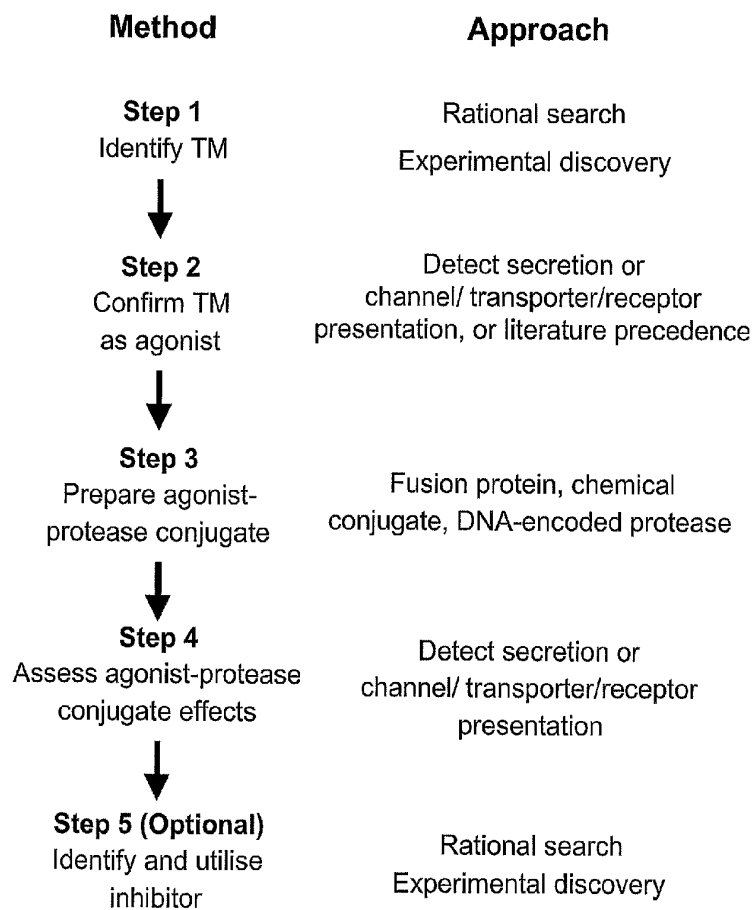 Method
Approach
Step 1
Identify TM
Rational search
Experimental discovery
Step 2
Confirm TM
as agonist
Detect secretion or
channel/ transporter/receptor
presentation, or literature precedence
Step 3
Prepare agonist-
protease conjugate
Fusion protein, chemical
conjugate, DNA-encoded protease
Step 4
Assess agonist-protease
conjugate effects
Detect secretion or
channel/ transporter/receptor
presentation
Step 5 (Optional)
Identify and utilise
inhibitor
Rational search
Experimental discovery